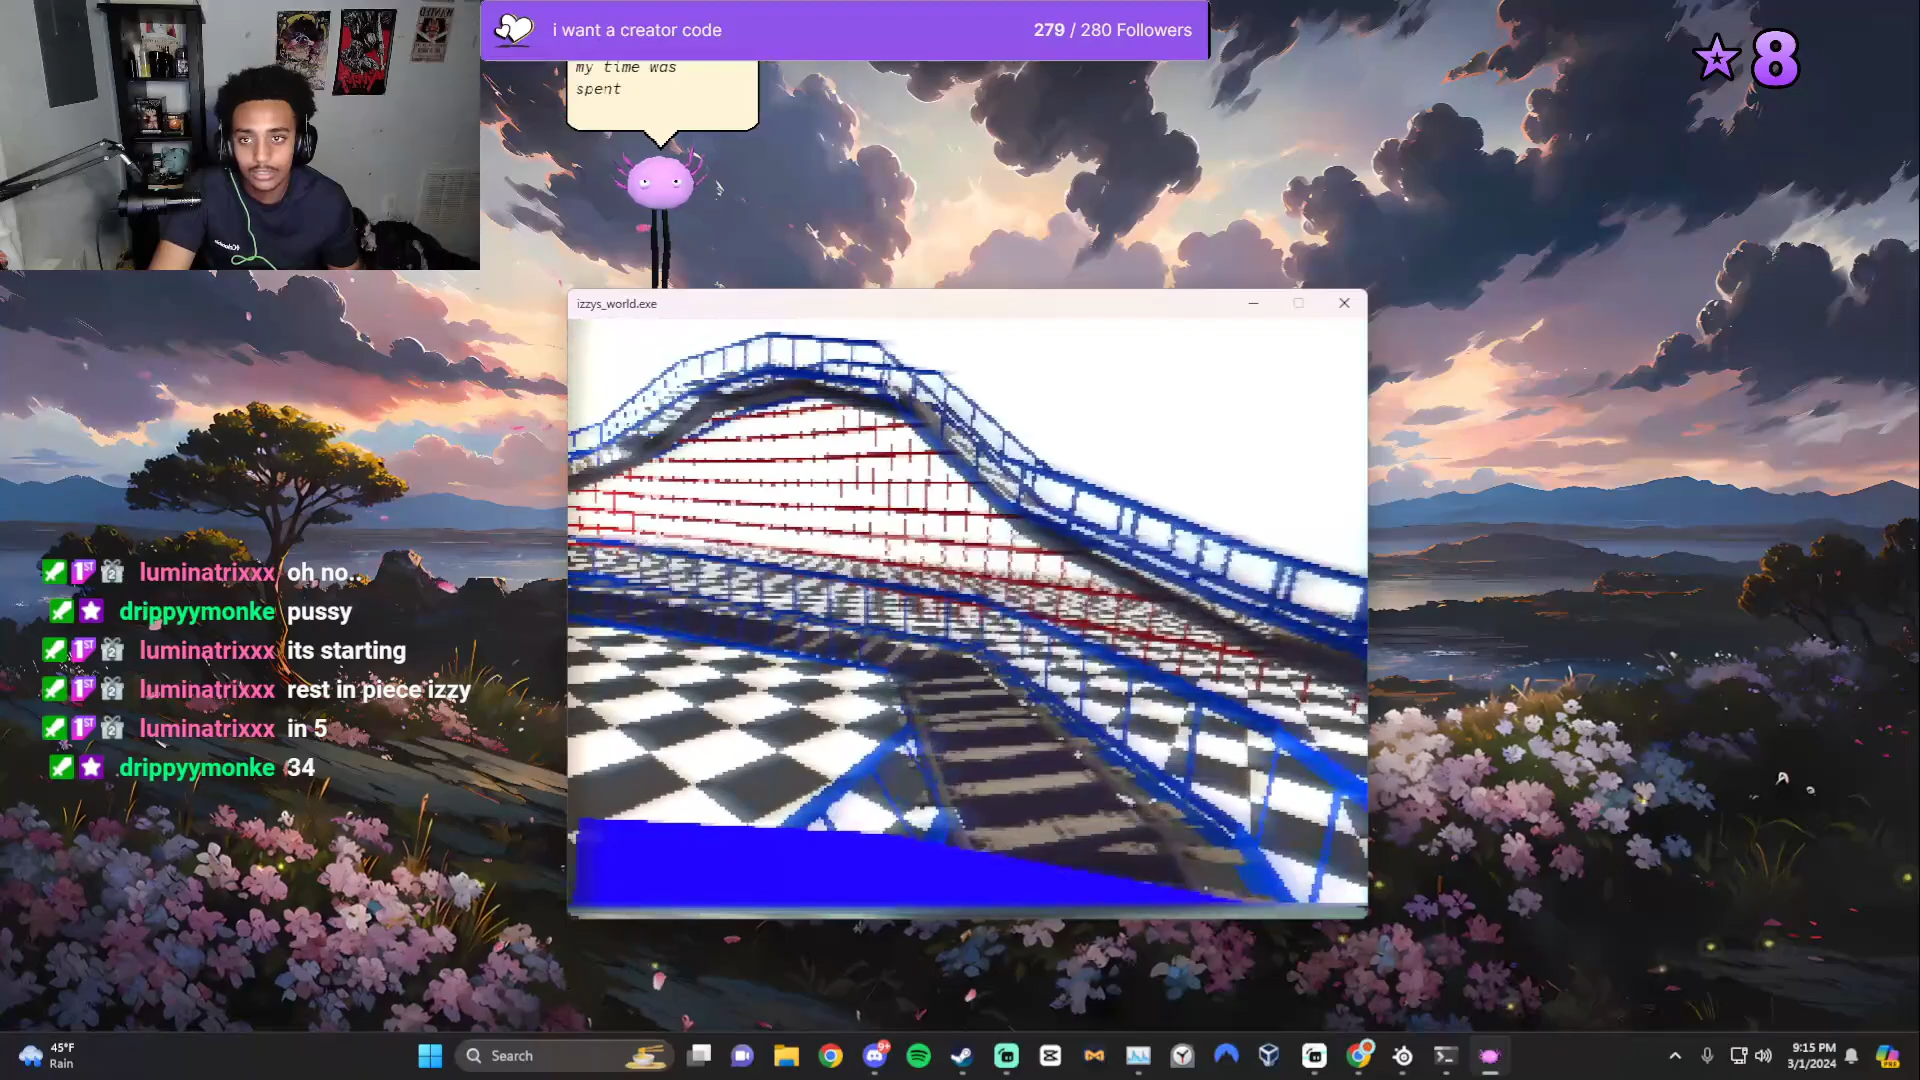 WANTED
i want a creator code
279 / 280 Followers
8
my time was
spent
izzys_world.exe
luminatrixxx oh no..
drippyymonke pussy
luminatrixxx its starting
luminatrixxx rest in piece izzy
luminatrixxx in 5
drippyymonke 34
45°F
Rain
Search
9+
9:15 PM
3/1/2024